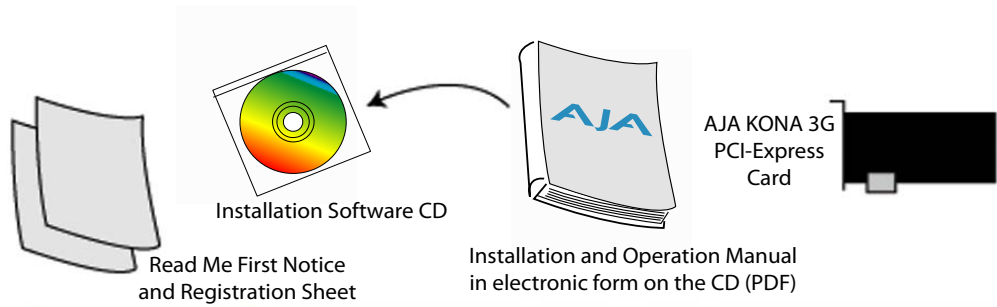 AJA
AJA KONA 3G
PCI-Express
Card
Installation Software CD
Read Me First Notice
and Registration Sheet
Installation and Operation Manual
in electronic form on the CD (PDF)